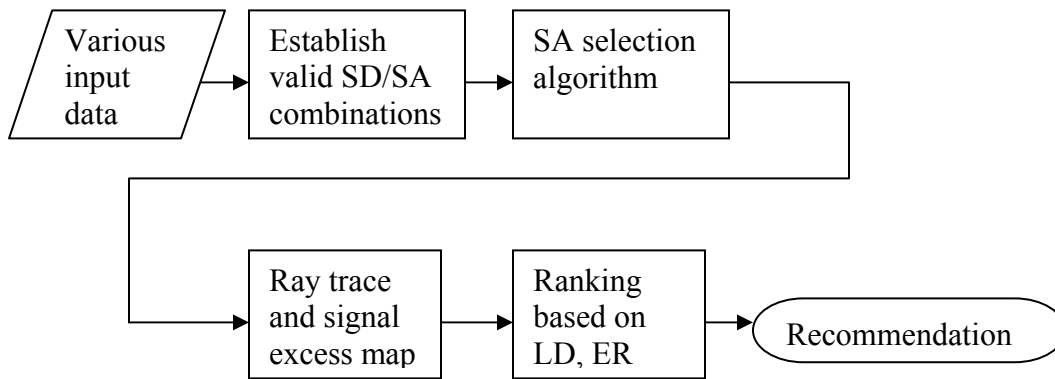 Various
input
data
Establish
valid SD/SA
combinations
SA selection
algorithm
Ray trace
and signal
excess map
Ranking
based on
LD, ER
Recommendation